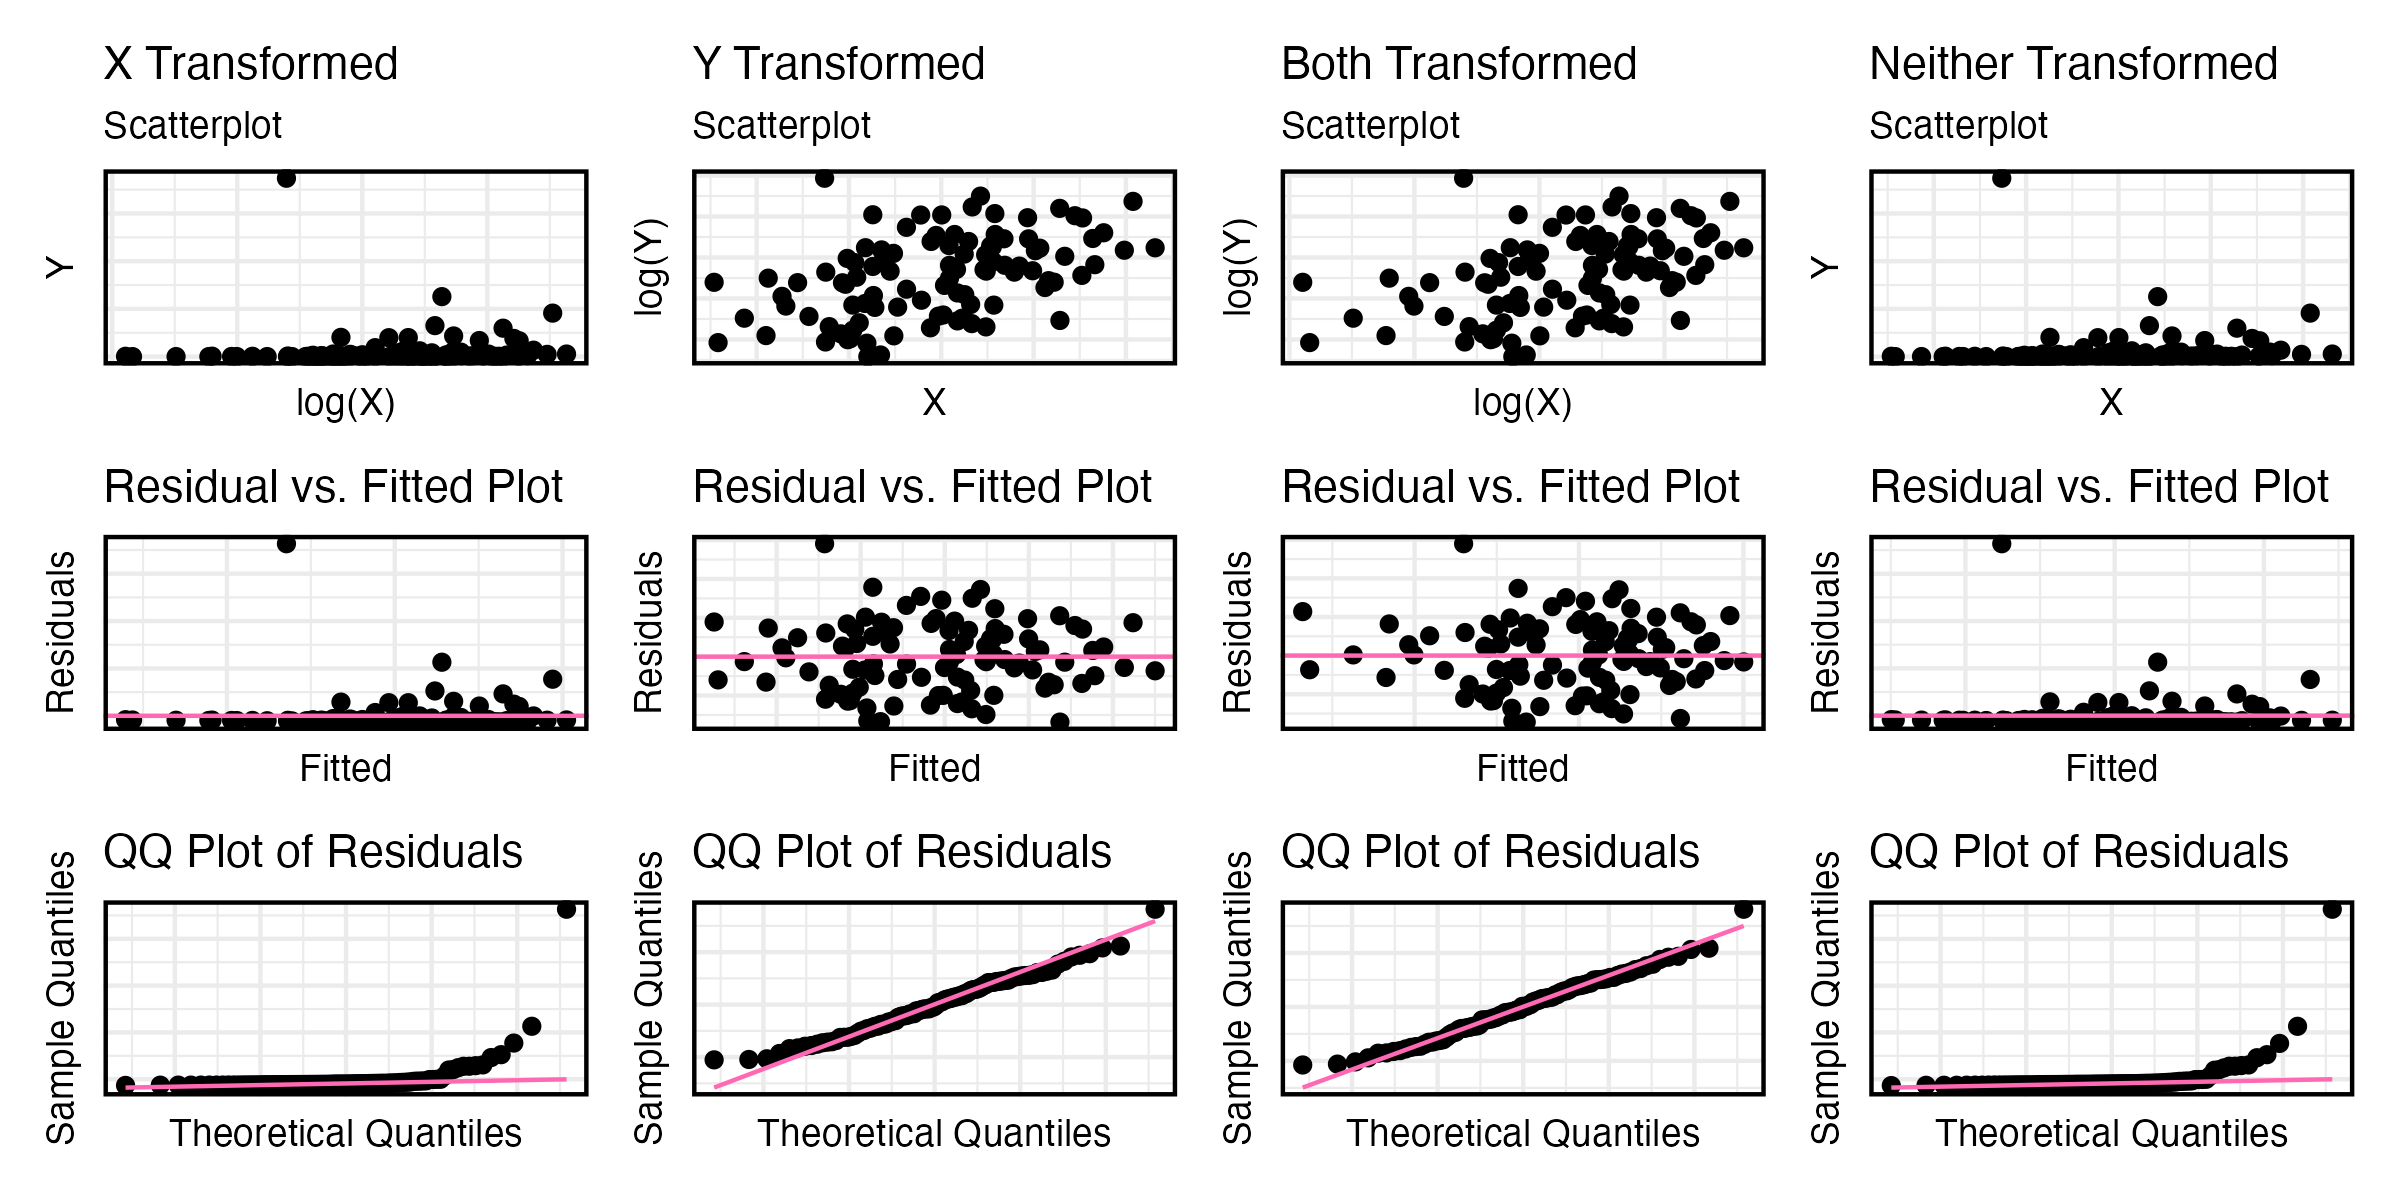 X Transformed
Scatterplot
Y
log(X)
Residual vs. Fitted Plot
Residuals
Fitted
QQ Plot of Residuals
Sample Quantiles
Theoretical Quantiles
Y Transformed
Scatterplot
log(Y)
X
Residual vs. Fitted Plot
Residuals
Fitted
QQ Plot of Residuals
Sample Quantiles
Theoretical Quantiles
Both Transformed
Scatterplot
log(Y)
log(X)
Residual vs. Fitted Plot
Residuals
Fitted
QQ Plot of Residuals
Sample Quantiles
Theoretical Quantiles
Neither Transformed
Scatterplot
Y
X
Residual vs. Fitted Plot
Residuals
Fitted
QQ Plot of Residuals
Sample Quantiles
Theoretical Quantiles